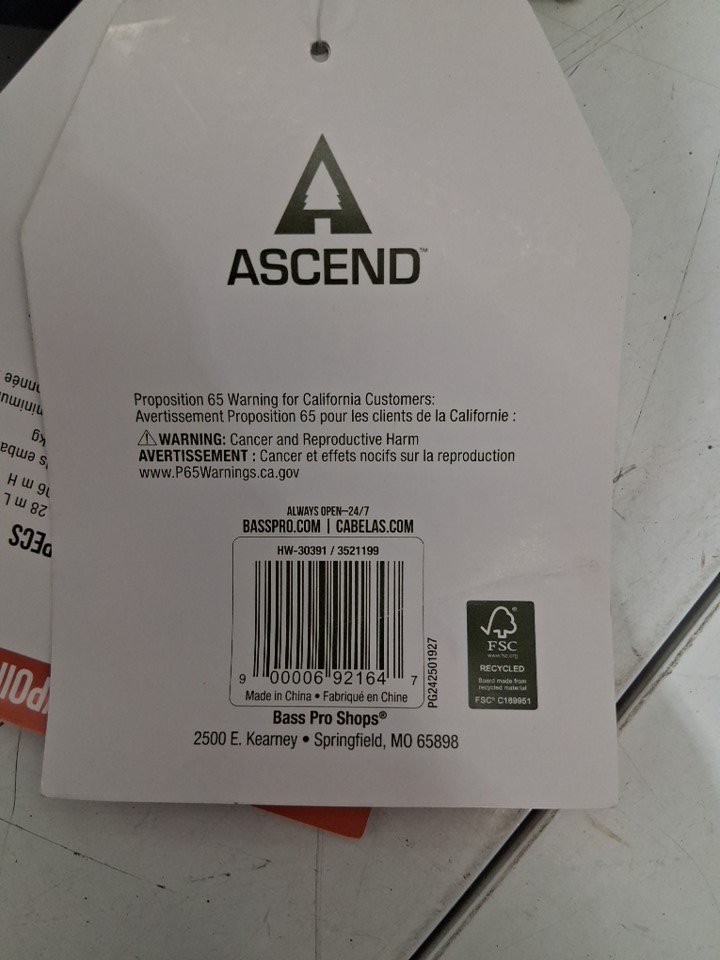 ASCEND™
Proposition 65 Warning for California Customers:
Avertissement Proposition 65 pour les clients de la Californie :
⚠ WARNING: Cancer and Reproductive Harm
AVERTISSEMENT : Cancer et effets nocifs sur la reproduction
www.P65Warnings.ca.gov
ALWAYS OPEN–24/7
BASSPRO.COM | CABELAS.COM
HW-30391 / 3521199
9 00006 92164 7
Made in China • Fabriqué en Chine
PG242501927
Bass Pro Shops®
2500 E. Kearney • Springfield, MO 65898
FSC
www.fsc.org
RECYCLED
Board made from
recycled material
FSC® C169951
kg
28 m L